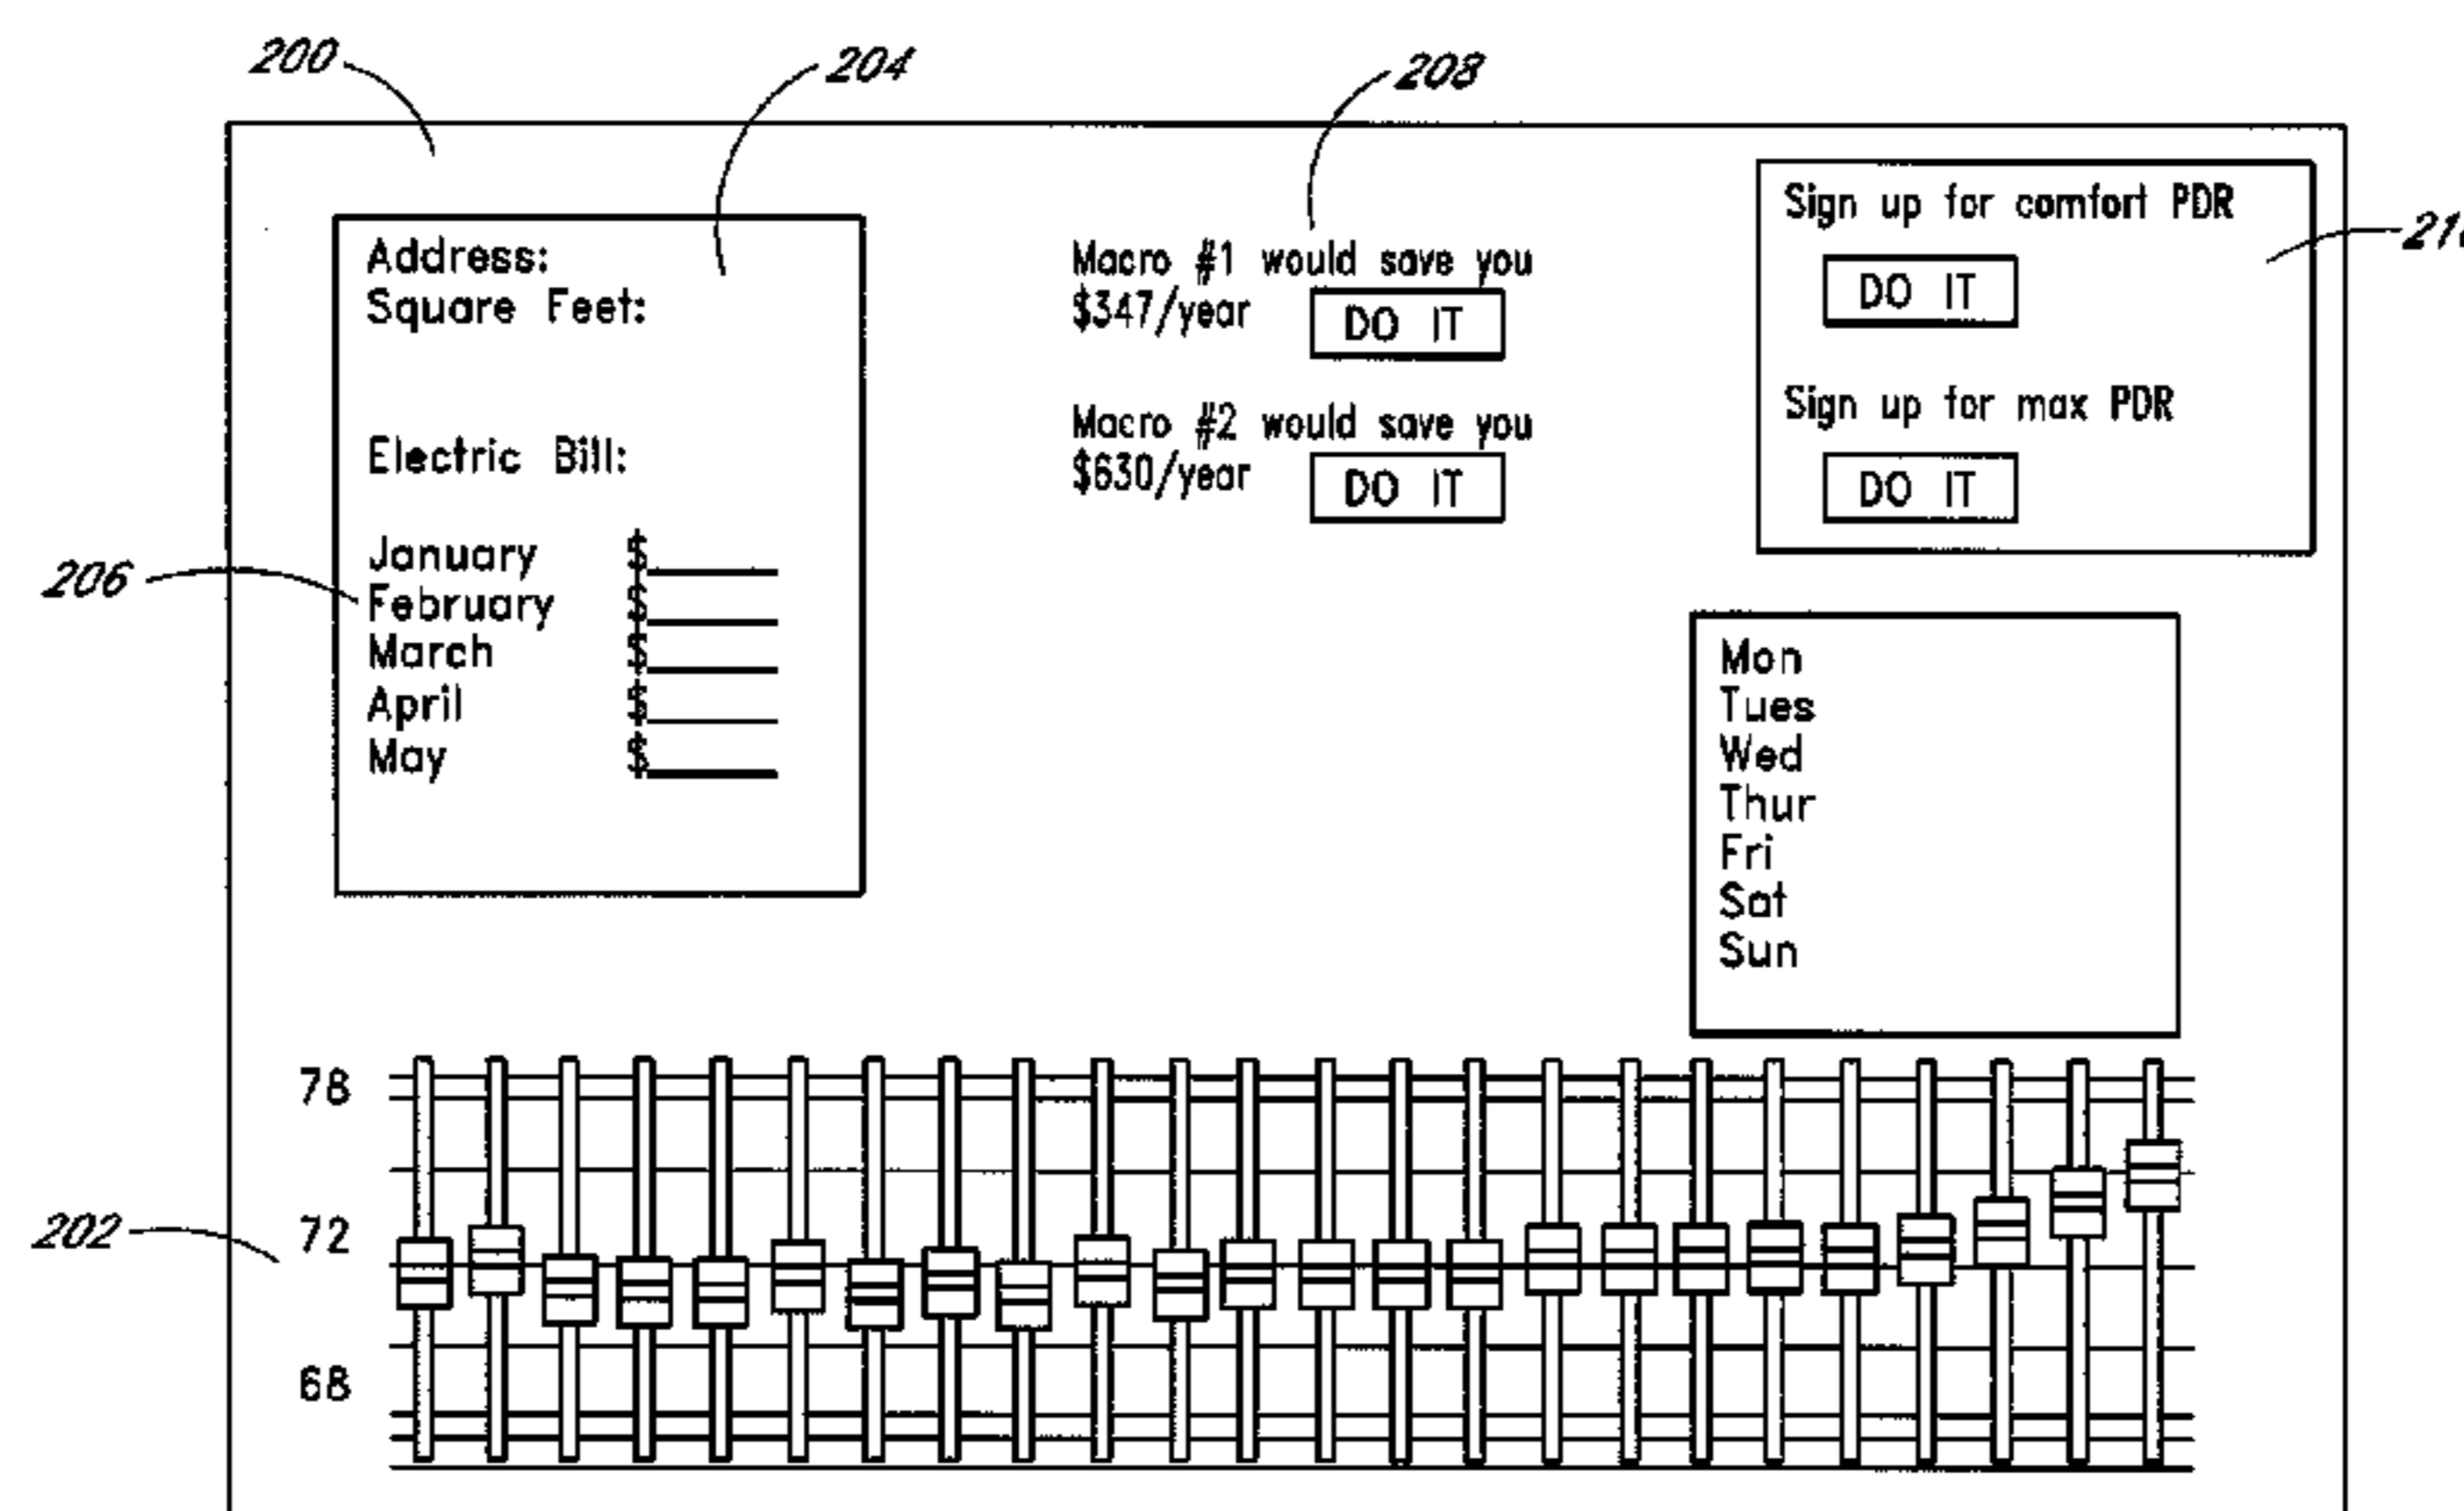 200
204
208
Address:
Square Feet:
Electric Bill:
January $
February $
March $
April $
May $
206
Macro #1 would save you
$347/year DO IT
Macro #2 would save you
$630/year DO IT
Sign up for comfort PDR
DO IT
Sign up for max PDR
DO IT
Mon
Tues
Wed
Thur
Fri
Sat
Sun
78
72
68
202